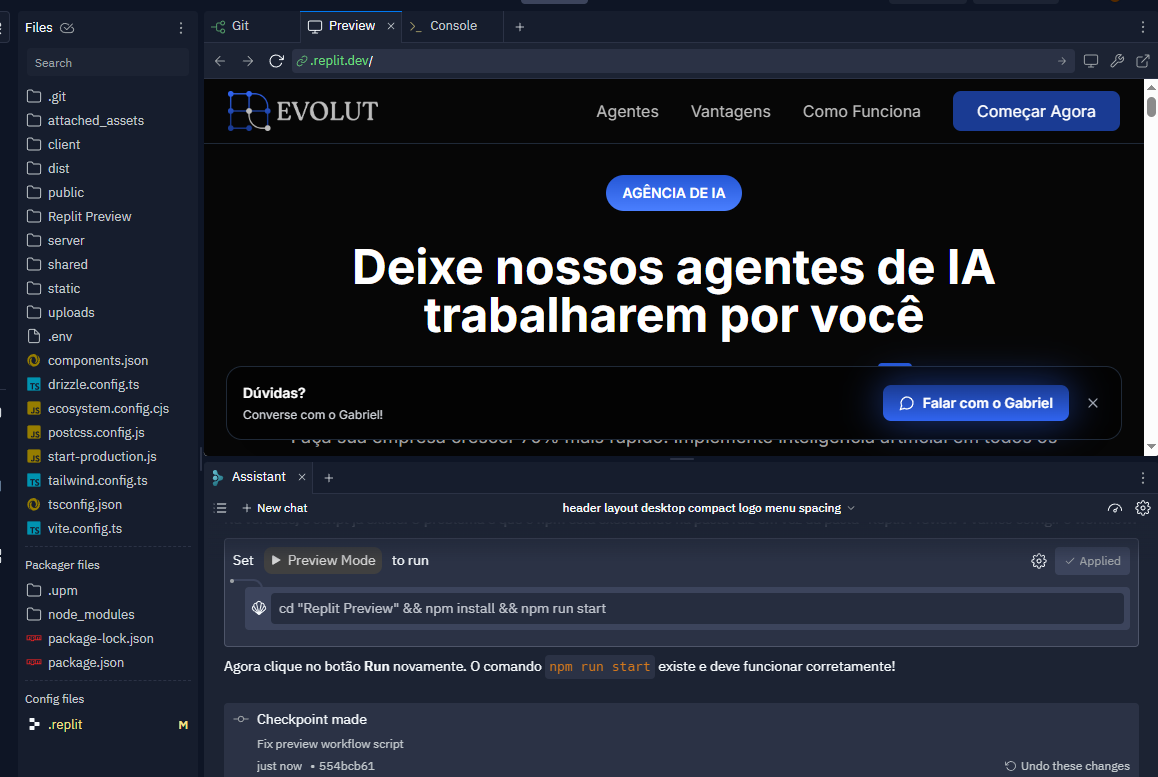 Files
Search
.git
attached_assets
client
dist
public
Replit Preview
server
shared
static
uploads
.env
components.json
TS drizzle.config.ts
JS ecosystem.config.cjs
JS postcss.config.js
JS start-production.js
TS tailwind.config.ts
tsconfig.json
TS vite.config.ts
Packager files
.upm
node_modules
package-lock.json
package.json
Config files
.replit M
Git
Preview
Console
.replit.dev/
EVOLUT
Agentes
Vantagens
Como Funciona
Começar Agora
AGÊNCIA DE IA
Deixe nossos agentes de IA
trabalharem por você
Dúvidas?
Converse com o Gabriel!
Falar com o Gabriel
Faça sua empresa crescer 70% mais rápido. Implemente inteligência artificial em todos os
Assistant
New chat
header layout desktop compact logo menu spacing
Set Preview Mode to run
Applied
cd "Replit Preview" && npm install && npm run start
Agora clique no botão Run novamente. O comando npm run start existe e deve funcionar corretamente!
Checkpoint made
Fix preview workflow script
just now • 554bcb61
Undo these changes